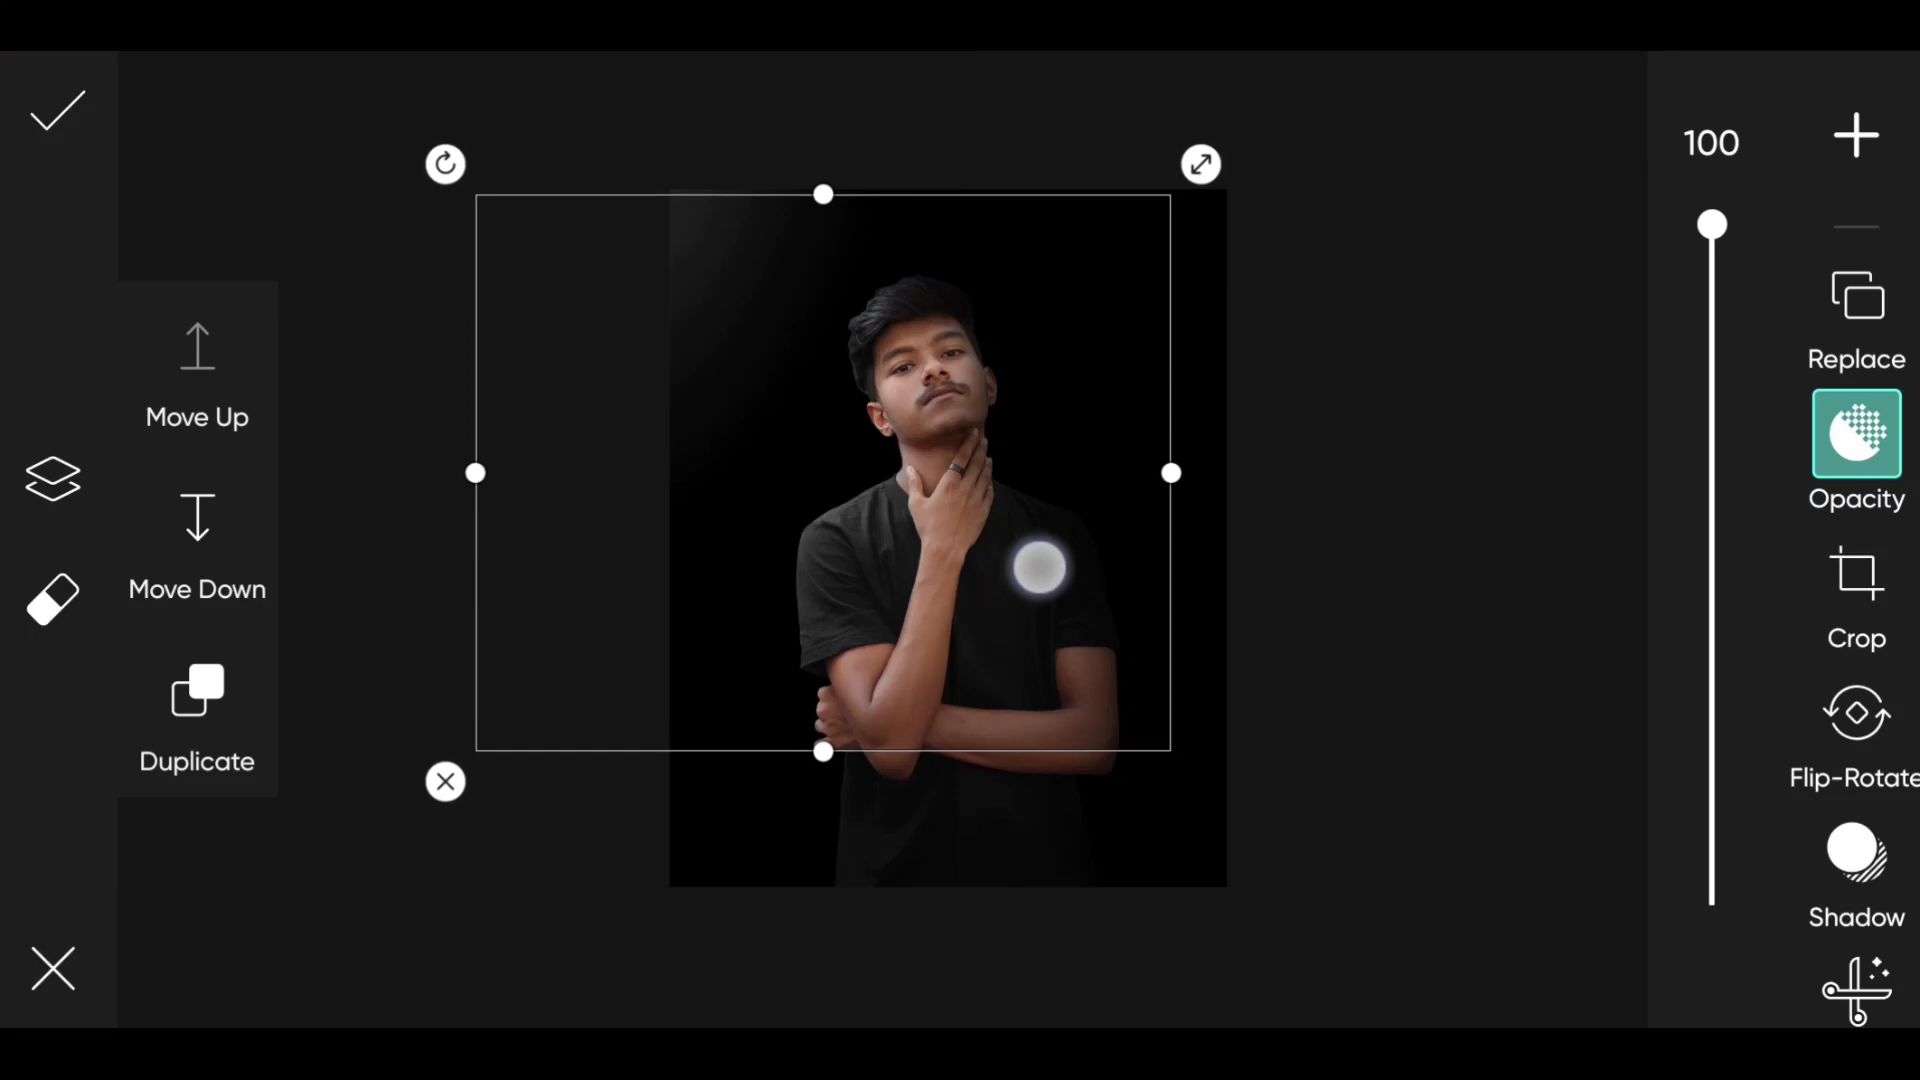 Move Up
Move Down
Duplicate
100
Replace
Opacity
Crop
Flip-Rotate
Shadow